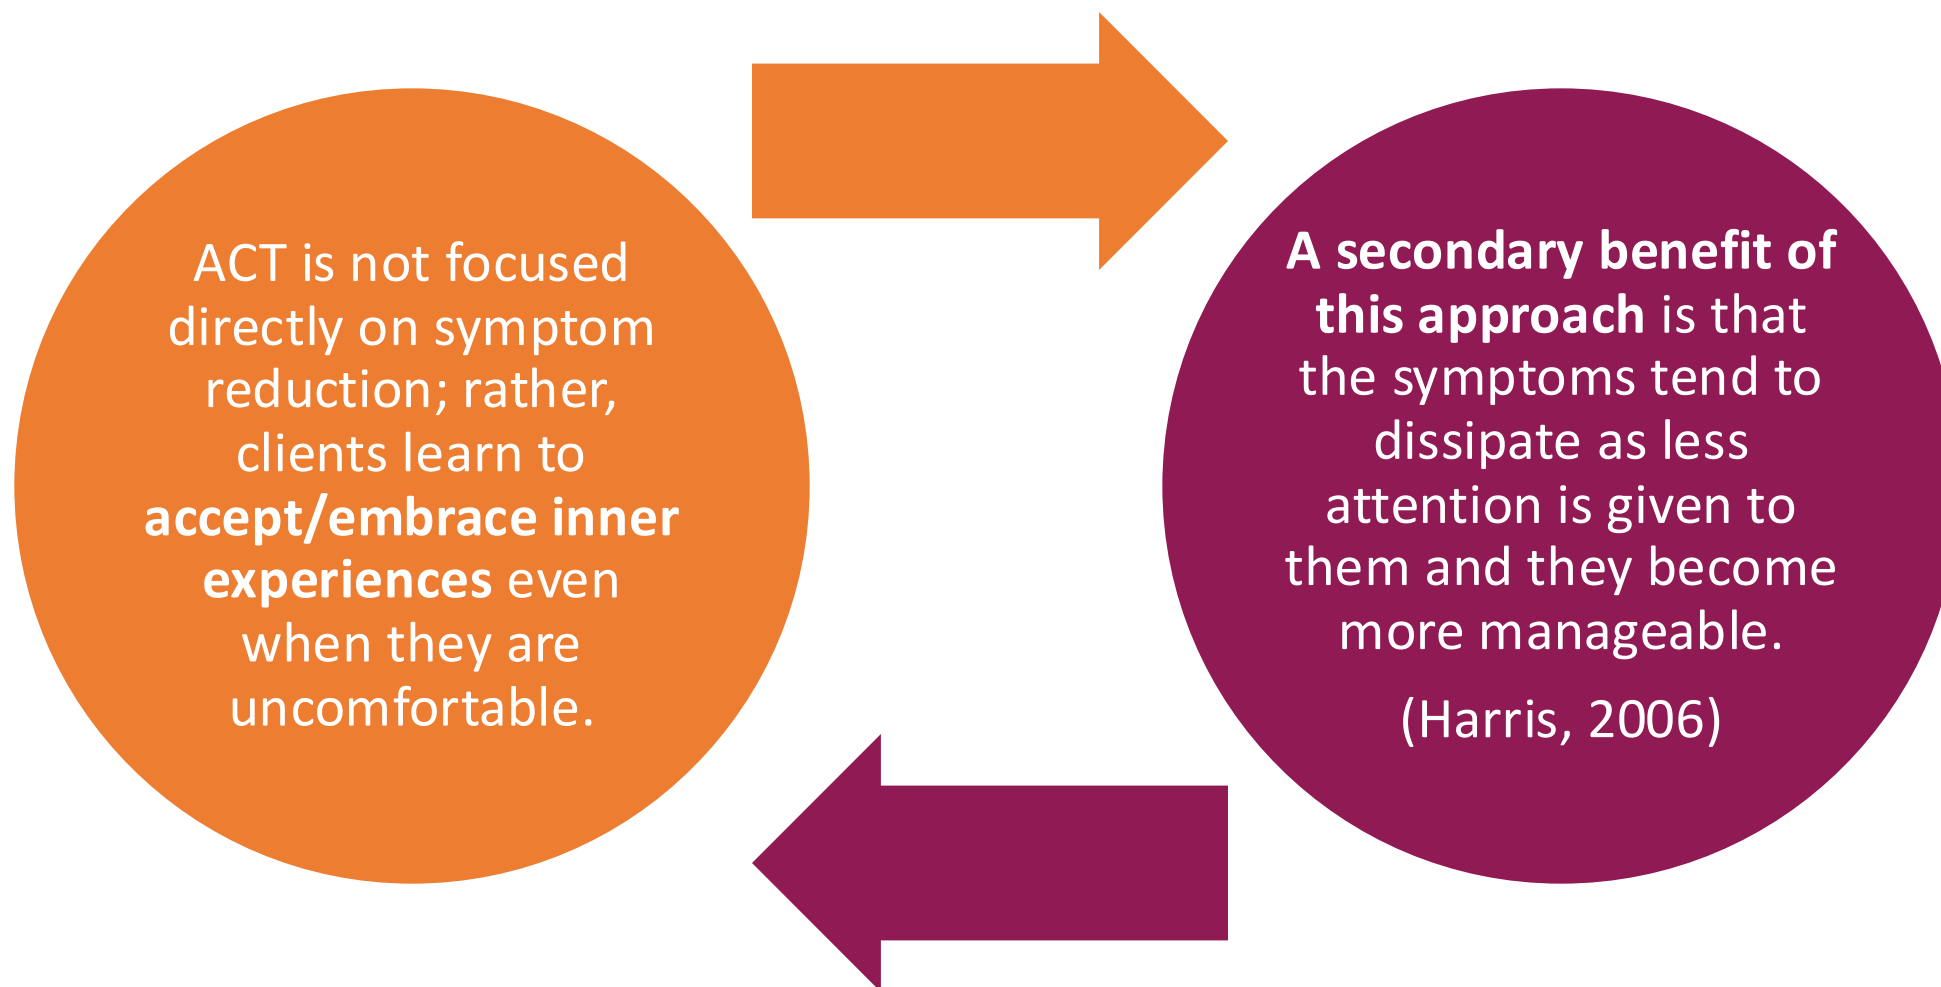 ACT is not focused
directly on symptom
reduction; rather,
clients learn to
accept/embrace inner
experiences even
when they are
uncomfortable.
A secondary benefit of
this approach is that
the symptoms tend to
dissipate as less
attention is given to
them and they become
more manageable.
(Harris, 2006)